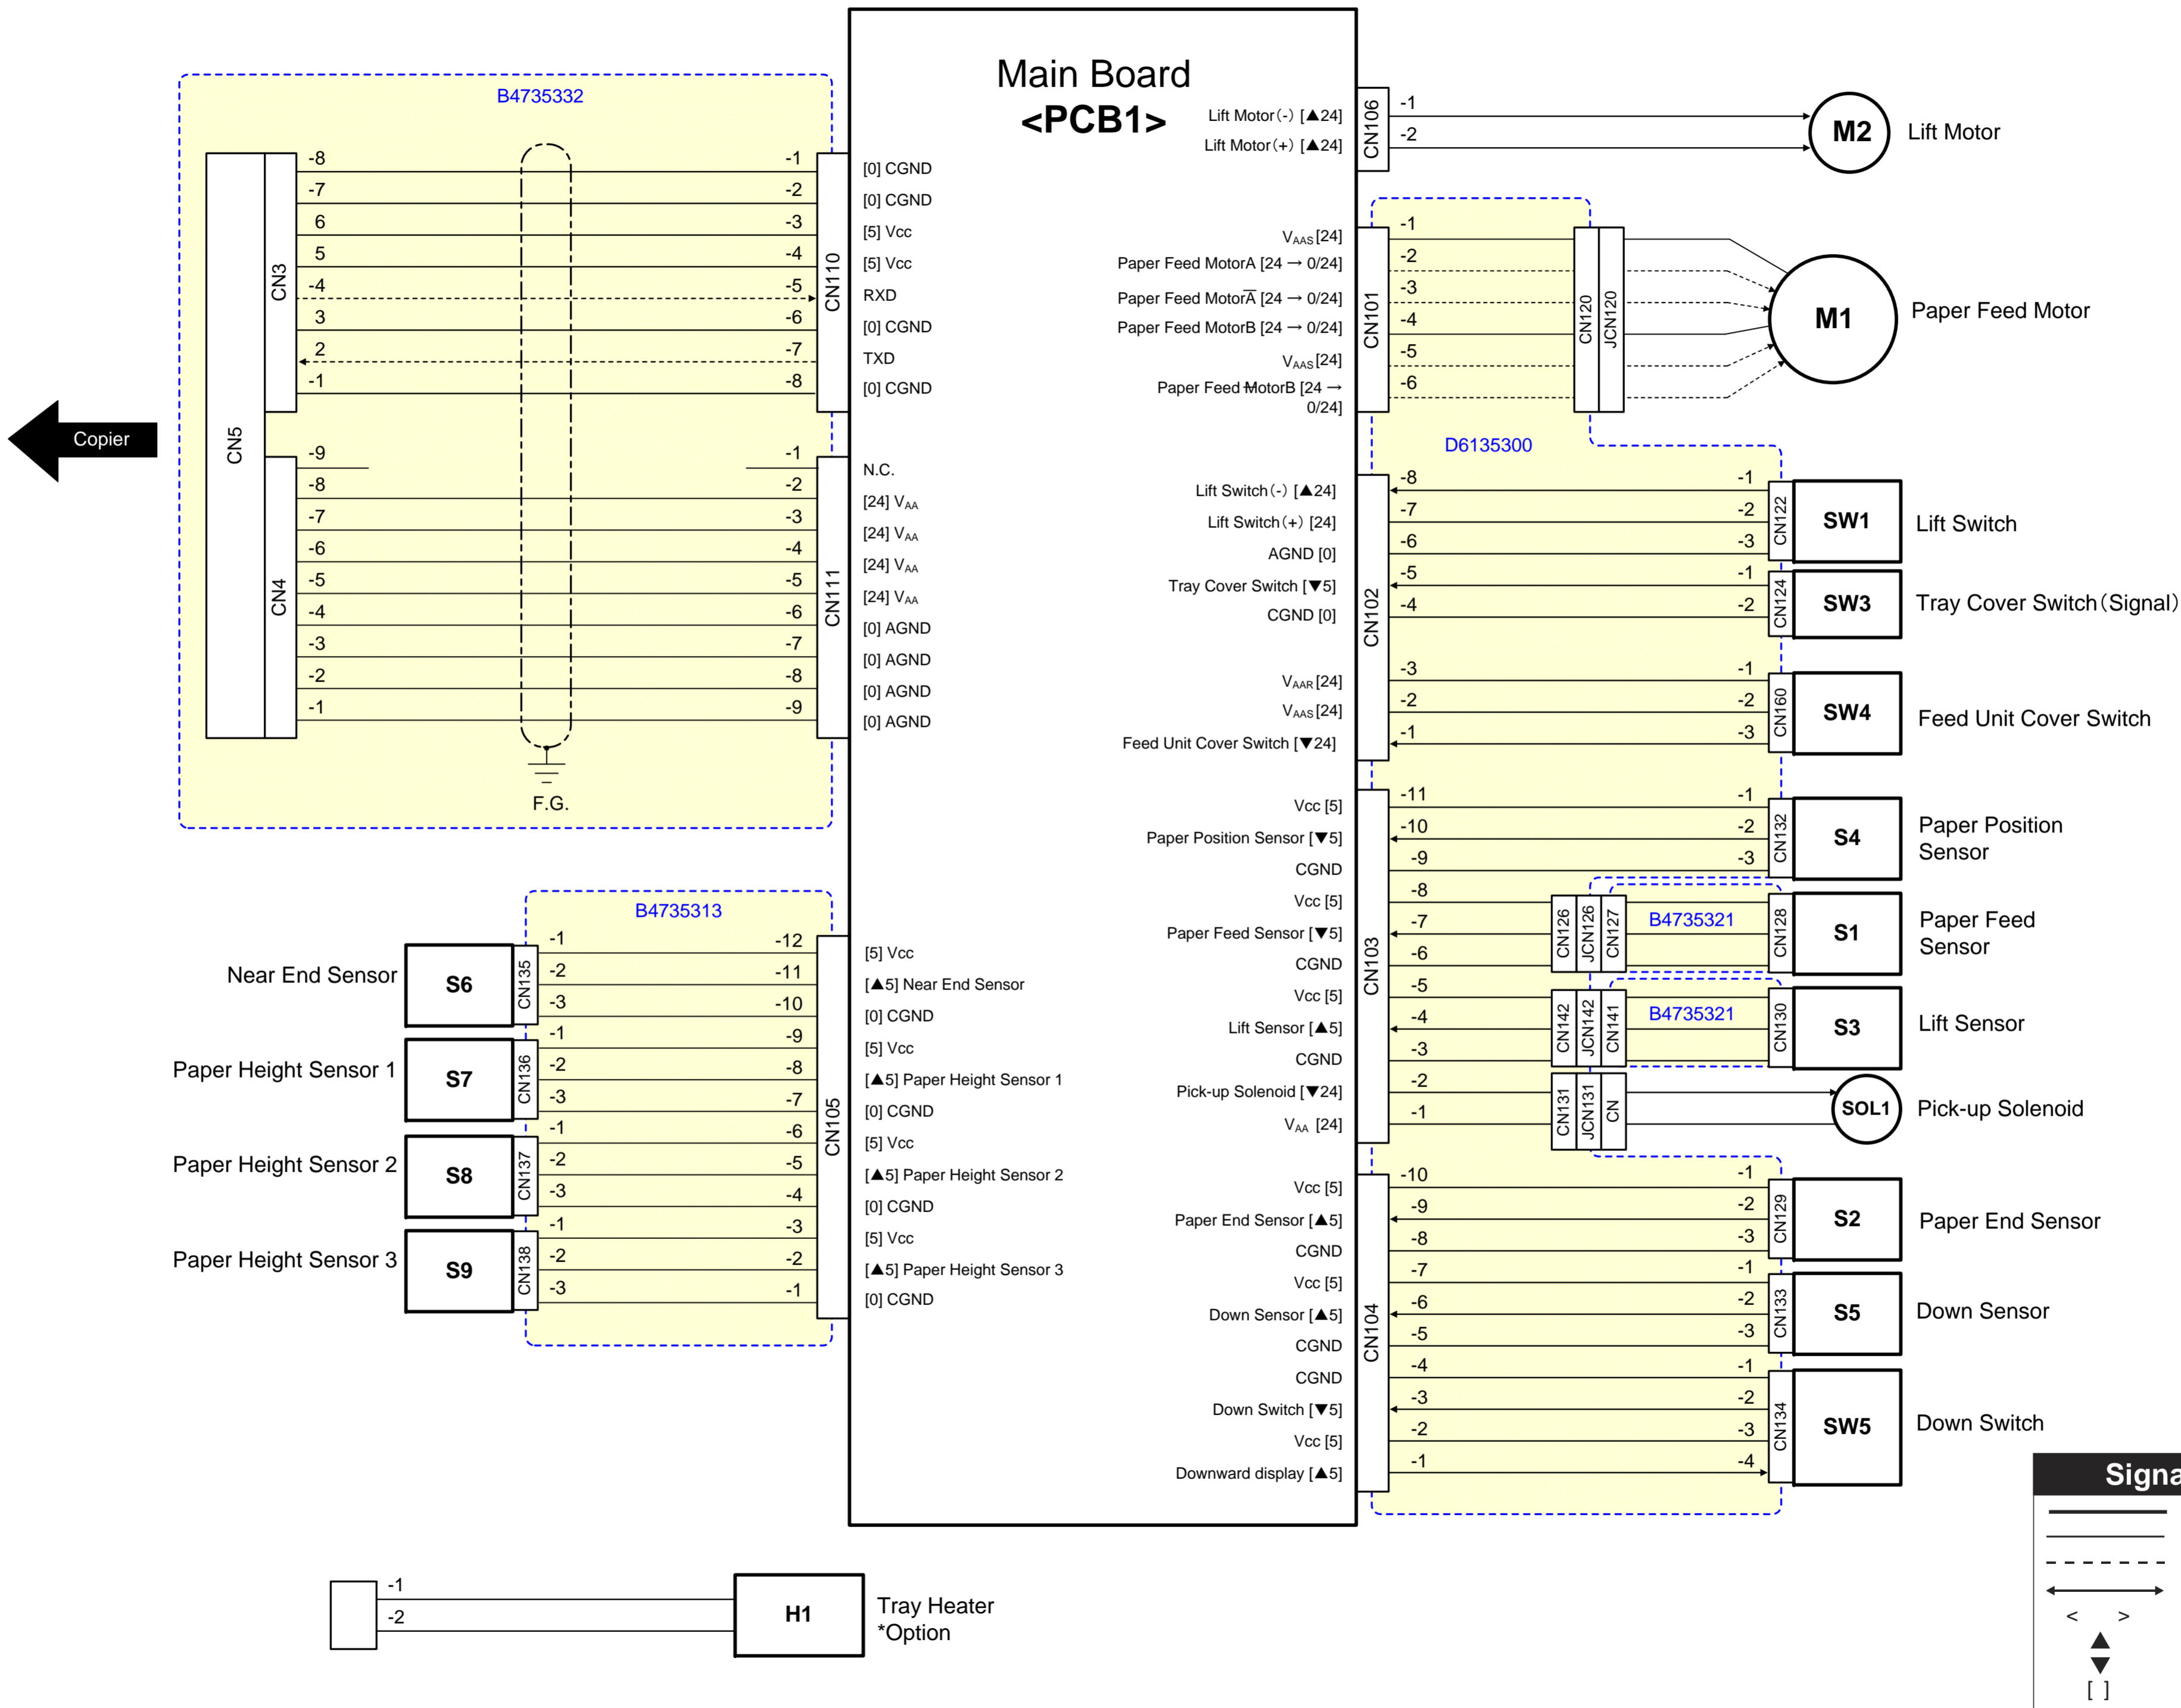 Main Board
<PCB1>
B4735332
Copier
CN5
CN3
-8
-7
6
5
-4
3
2
-1
CN4
-9
-8
-7
-6
-5
-4
-3
-2
-1
F.G.
CN110
-1 [0] CGND
-2 [0] CGND
-3 [5] Vcc
-4 [5] Vcc
-5 RXD
-6 [0] CGND
-7 TXD
-8 [0] CGND
CN111
-1 N.C.
-2 [24] VAA
-3 [24] VAA
-4 [24] VAA
-5 [24] VAA
-6 [0] AGND
-7 [0] AGND
-8 [0] AGND
-9 [0] AGND
B4735313
Near End Sensor S6 CN135
-1 -12 [5] Vcc
-2 -11 [▲5] Near End Sensor
-3 -10 [0] CGND
Paper Height Sensor 1 S7 CN136
-1 -9 [5] Vcc
-2 -8 [▲5] Paper Height Sensor 1
-3 -7 [0] CGND
CN105
Paper Height Sensor 2 S8 CN137
-1 -6 [5] Vcc
-2 -5 [▲5] Paper Height Sensor 2
-3 -4 [0] CGND
Paper Height Sensor 3 S9 CN138
-1 -3 [5] Vcc
-2 -2 [▲5] Paper Height Sensor 3
-3 -1 [0] CGND
Lift Motor(-) [▲24] -1
Lift Motor(+) [▲24] -2
CN106
M2 Lift Motor
VAAS [24] -1
Paper Feed MotorA [24 → 0/24] -2
Paper Feed MotorA̅ [24 → 0/24] -3
Paper Feed MotorB [24 → 0/24] -4
VAAS [24] -5
Paper Feed MotorB [24 → -6
0/24]
CN101
CN120
JCN120
M1 Paper Feed Motor
D6135300
Lift Switch(-) [▲24] -8 -1
Lift Switch(+) [24] -7 -2
AGND [0] -6 -3
CN122 SW1 Lift Switch
Tray Cover Switch [▼5] -5 -1
CGND [0] -4 -2
CN124 SW3 Tray Cover Switch(Signal)
CN102
VAAR [24] -3 -1
VAAS [24] -2 -2
Feed Unit Cover Switch [▼24] -1 -3
CN160 SW4 Feed Unit Cover Switch
Vcc [5] -11 -1
Paper Position Sensor [▼5] -10 -2
CGND -9 -3
CN132 S4 Paper Position
Sensor
Vcc [5] -8
Paper Feed Sensor [▼5] -7
CGND -6
CN126 JCN126 CN127 B4735321 CN128 S1 Paper Feed
Sensor
CN103
Vcc [5] -5
Lift Sensor [▲5] -4
CGND -3
CN142 JCN142 CN141 B4735321 CN130 S3 Lift Sensor
Pick-up Solenoid [▼24] -2
VAA [24] -1
CN131 JCN131 CN SOL1 Pick-up Solenoid
Vcc [5] -10 -1
Paper End Sensor [▲5] -9 -2
CGND -8 -3
CN129 S2 Paper End Sensor
Vcc [5] -7 -1
Down Sensor [▲5] -6 -2
CGND -5 -3
CN133 S5 Down Sensor
CN104
CGND -4 -1
Down Switch [▼5] -3 -2
Vcc [5] -2 -3
Downward display [▲5] -1 -4
CN134 SW5 Down Switch
-1
-2
H1 Tray Heater
*Option
Signa
< >
▲
▼
[ ]